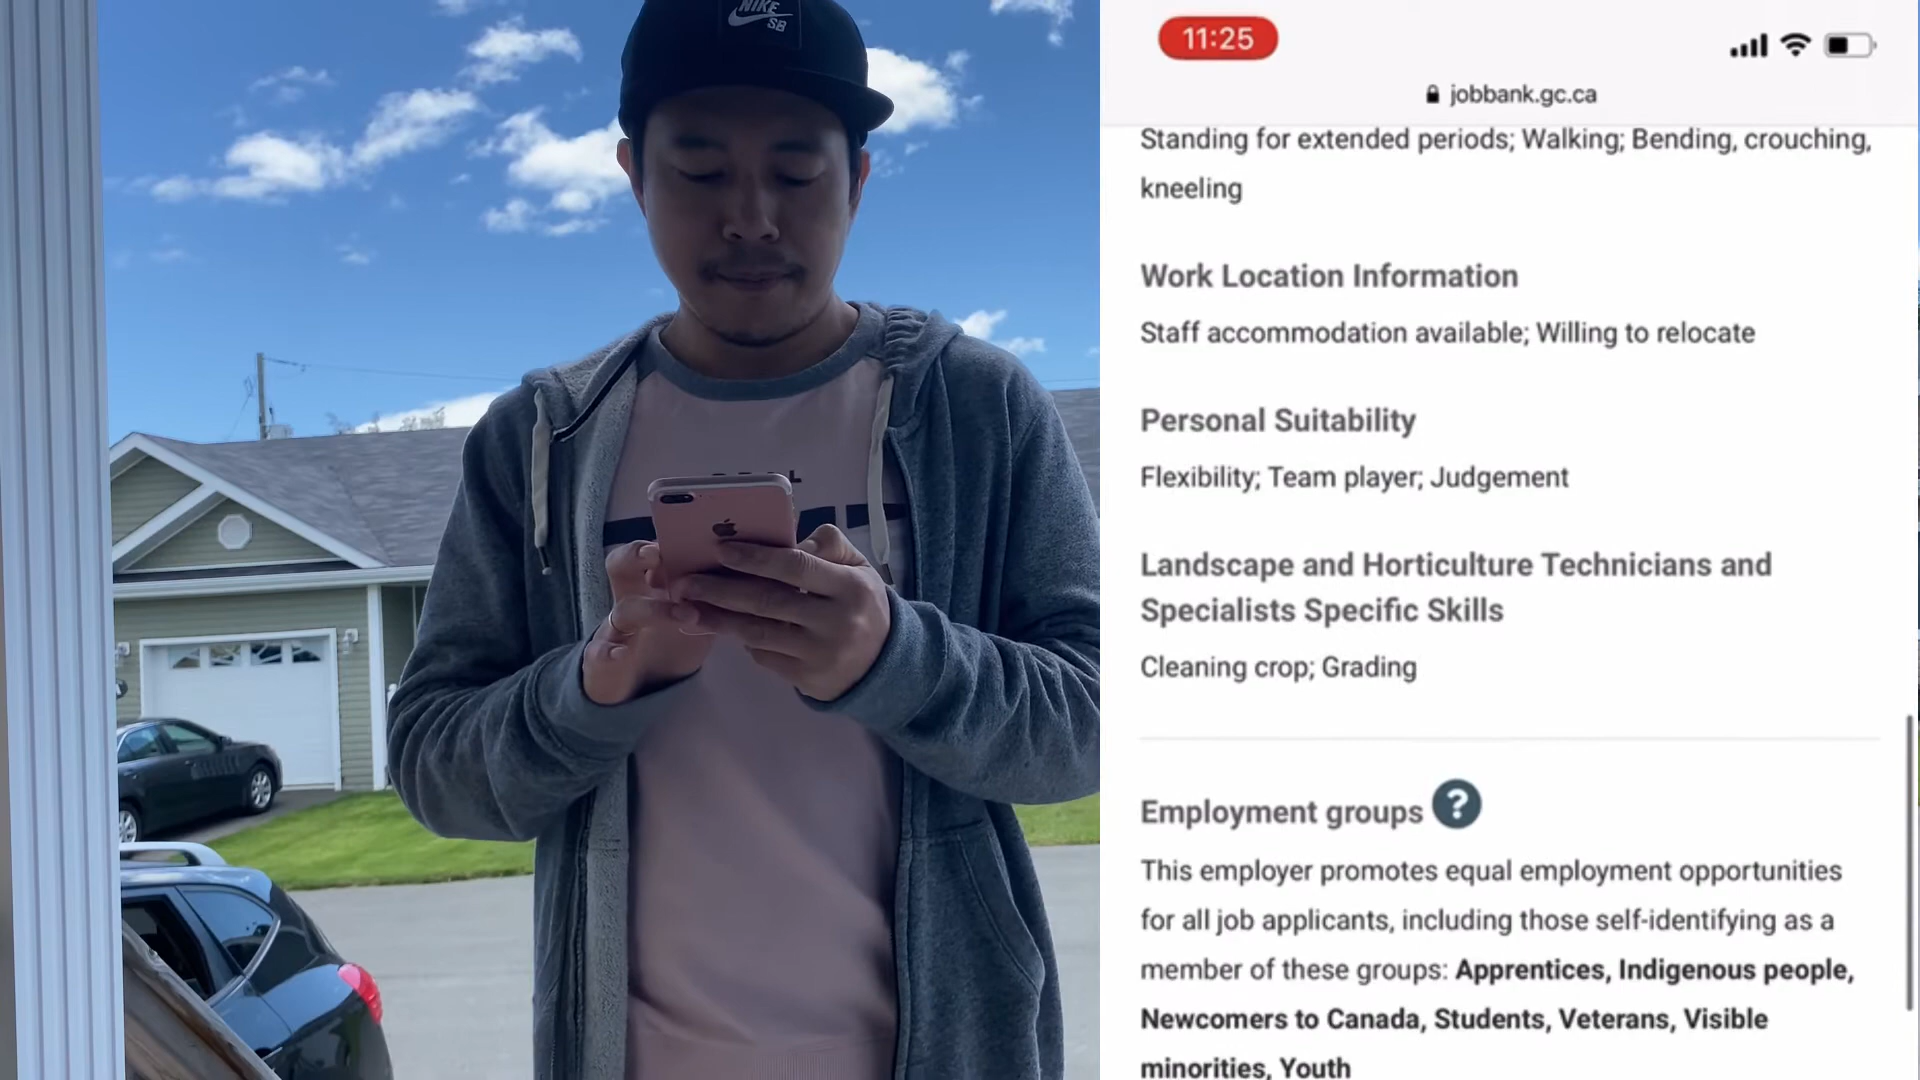 NIKE
SB
11:25
jobbank.gc.ca
Standing for extended periods; Walking; Bending, crouching,
kneeling
Work Location Information
Staff accommodation available; Willing to relocate
Personal Suitability
Flexibility; Team player; Judgement
Landscape and Horticulture Technicians and
Specialists Specific Skills
Cleaning crop; Grading
Employment groups ?
This employer promotes equal employment opportunities
for all job applicants, including those self-identifying as a
member of these groups: Apprentices, Indigenous people,
Newcomers to Canada, Students, Veterans, Visible
minorities, Youth